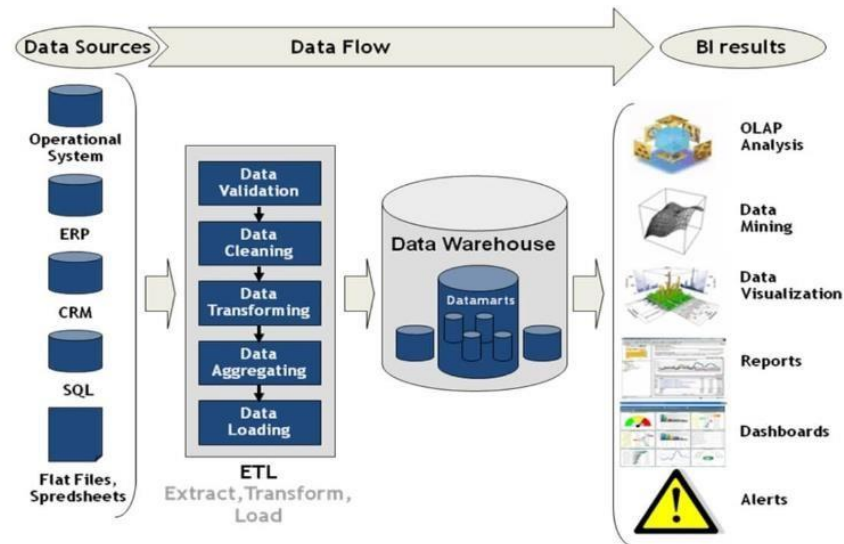 Data Sources
Data Flow
BI results
Operational
System
ERP
CRM
SQL
Flat Files,
Spredsheets
Data
Validation
Data
Cleaning
Data
Transforming
Data
Aggregating
Data
Loading
ETL
Extract,Transform,
Load
Data Warehouse
Datamarts
OLAP
Analysis
Data
Mining
Data
Visualization
Reports
Dashboards
Alerts